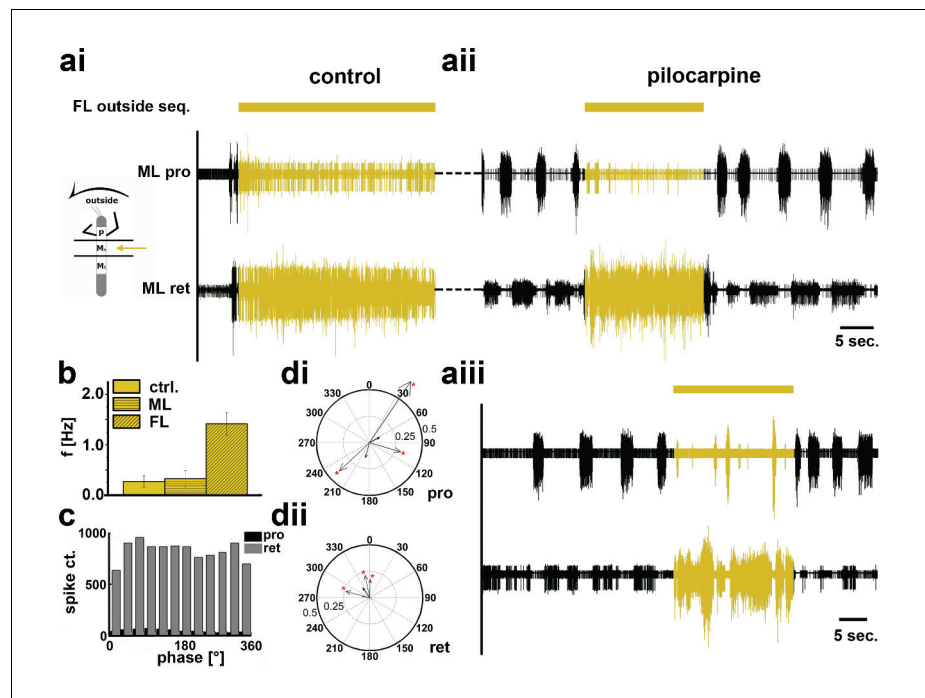 ai
control
aii
pilocarpine
FL outside seq.
ML pro
outside
P
M
M
ML ret
5 sec.
b
f [Hz]
2.0
1.0
0.0
ctrl.
ML
FL
di
0
30
60
90
120
150
180
210
240
270
300
330
0.25
0.5
pro
aiii
c
spike ct.
1000
500
0
pro
ret
0
180
360
phase [°]
dii
0
30
60
90
120
150
180
210
240
270
300
330
0.5
0.25
ret
5 sec.